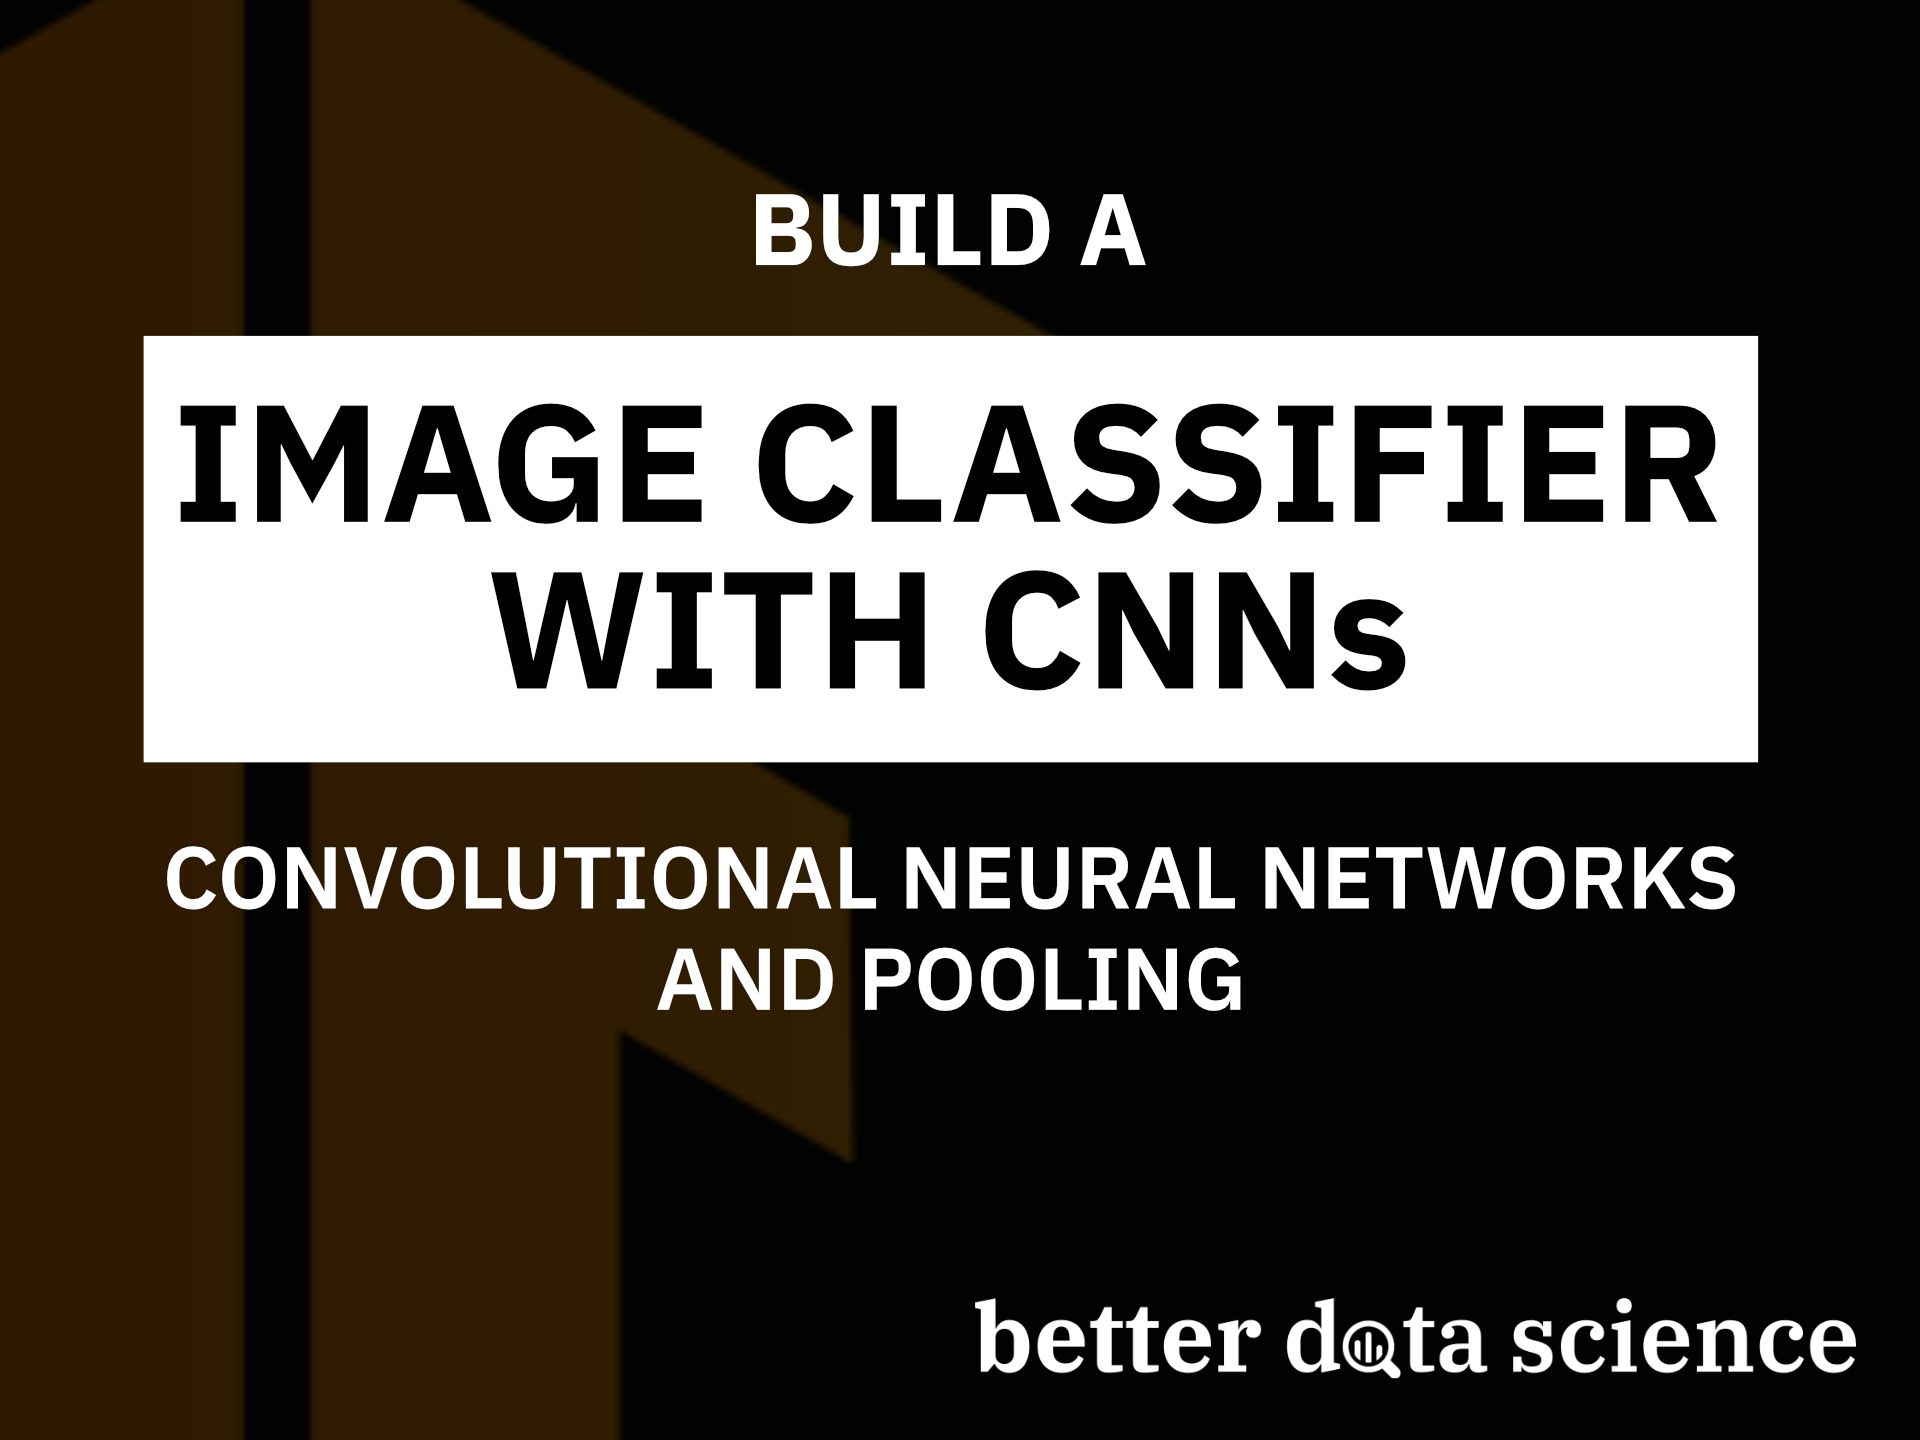 BUILD A
IMAGE CLASSIFIER
WITH CNNs
CONVOLUTIONAL NEURAL NETWORKS
AND POOLING
better data science